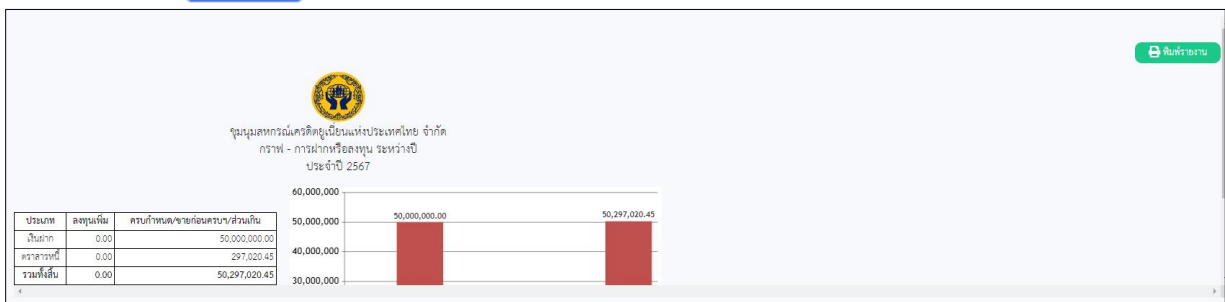 พิมพ์รายงาน
ชุมนุมสหกรณ์เครดิตยูเนี่ยนแห่งประเทศไทย จำกัด
กราฟ - การฝากหรือลงทุน ระหว่างปี
ประจำปี 2567
ประเภท ลงทุนเพิ่ม ครบกำหนด/ขายก่อนครบฯ/ส่วนเกิน
เงินฝาก 0.00 50,000,000.00
ตราสารหนี้ 0.00 297,020.45
รวมทั้งสิ้น 0.00 50,297,020.45
60,000,000
50,000,000
40,000,000
30,000,000
50,000,000.00
50,297,020.45